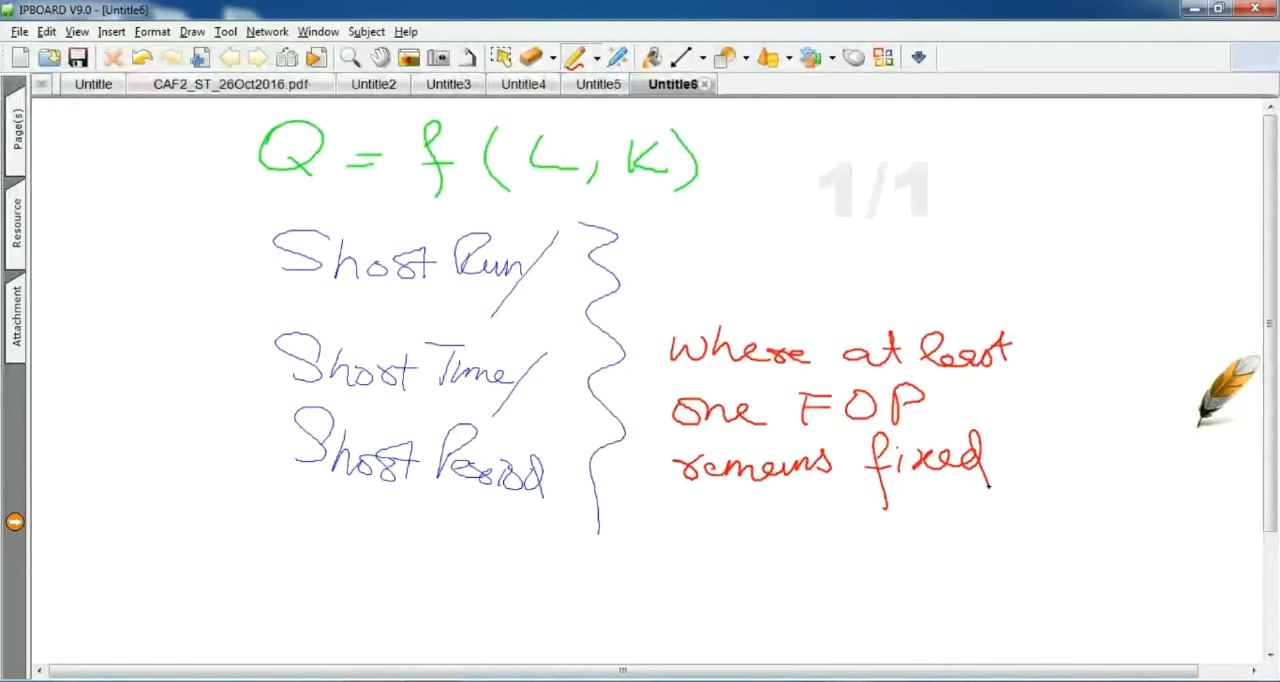 IPBOARD V9.0 - [Untitle6]
File Edit View Insert Format Draw Tool Network Window Subject Help
Untitle CAF2_ST_26Oct2016.pdf Untitle2 Untitle3 Untitle4 Untitle5 Untitle6
Page(s)
Resource
Attachment
1/1
Q = f (L, K)
Short Run/
Short Time/
Short Period
where at least
one FOP
remains fixed